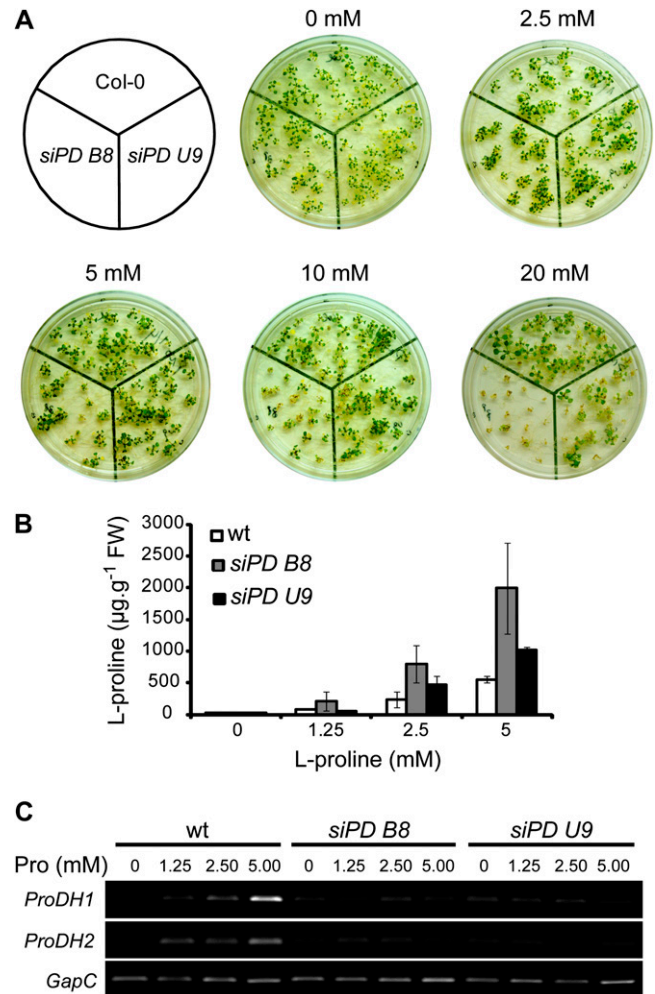 A
0 mM
2.5 mM
Col-0
siPD B8
siPD U9
5 mM
10 mM
20 mM
B
L-proline (µg.g⁻¹ FW)
3000
2500
2000
1500
1000
500
0
wt
siPD B8
siPD U9
0
1.25
2.5
5
L-proline (mM)
C
wt
siPD B8
siPD U9
Pro (mM) 0 1.25 2.50 5.00 0 1.25 2.50 5.00 0 1.25 2.50 5.00
ProDH1
ProDH2
GapC